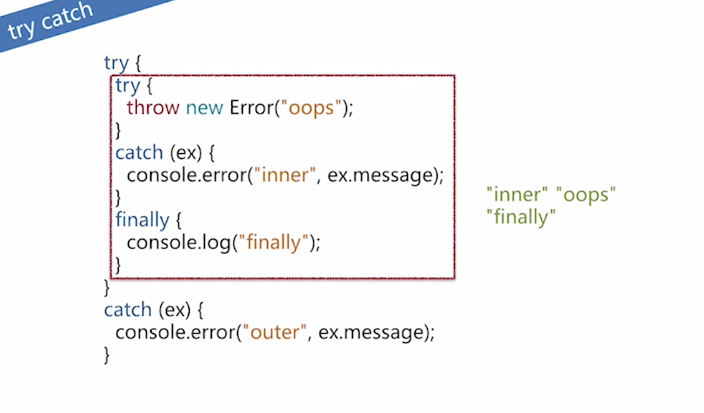 try catch
try {
try {
throw new Error("oops");
}
catch (ex) {
console.error("inner", ex.message);
}
finally {
console.log("finally");
}
}
catch (ex) {
console.error("outer", ex.message);
}
"inner" "oops"
"finally"